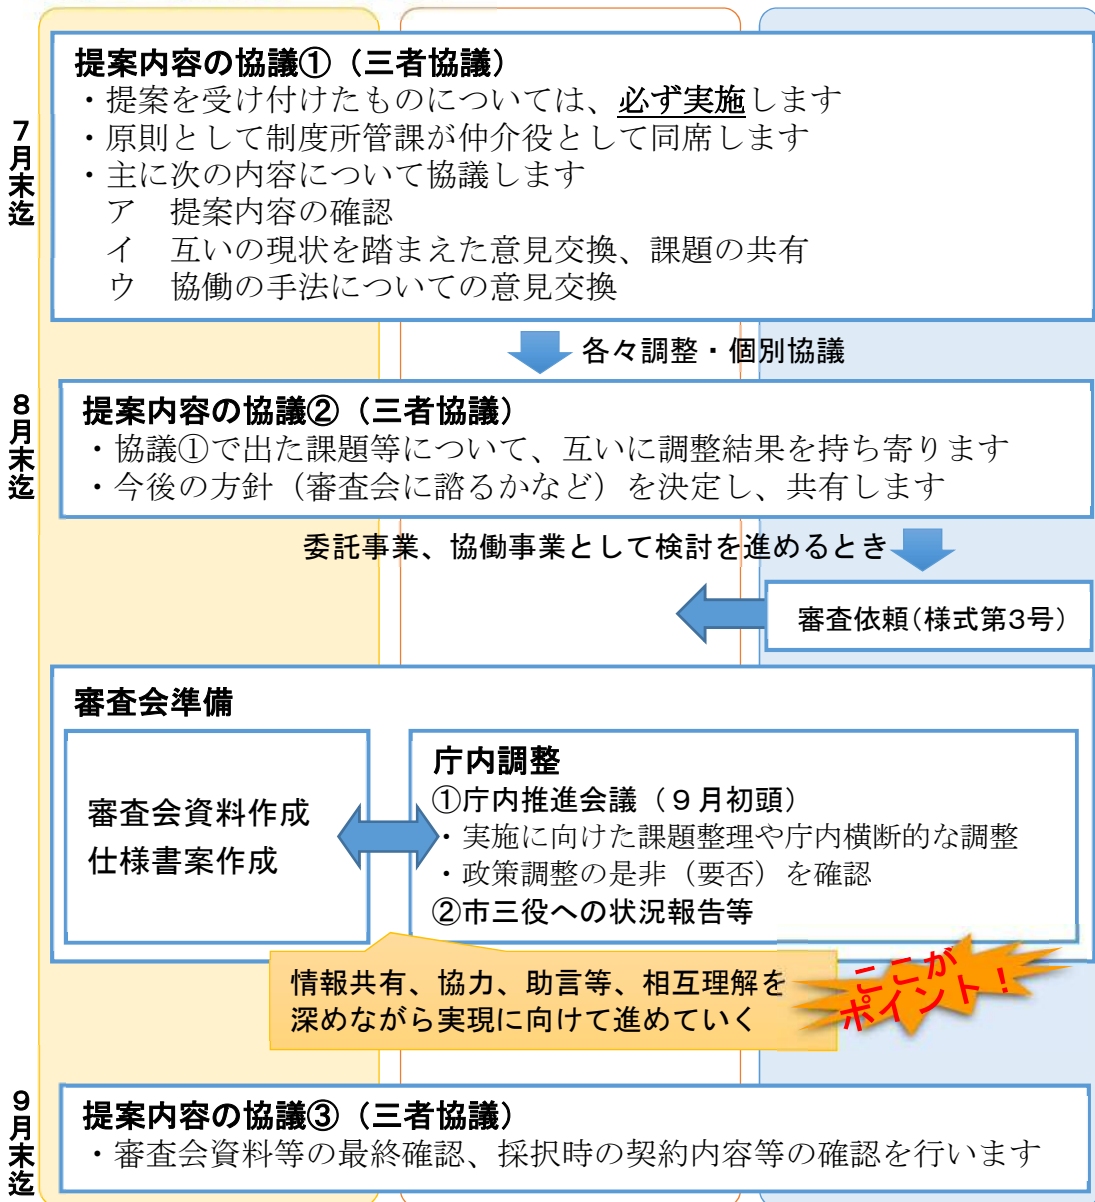 7月末迄
提案内容の協議①（三者協議）
・提案を受け付けたものについては、必ず実施します
・原則として制度所管課が仲介役として同席します
・主に次の内容について協議します
ア　提案内容の確認
イ　互いの現状を踏まえた意見交換、課題の共有
ウ　協働の手法についての意見交換
各々調整・個別協議
8月末迄
提案内容の協議②（三者協議）
・協議①で出た課題等について、互いに調整結果を持ち寄ります
・今後の方針（審査会に諮るかなど）を決定し、共有します
委託事業、協働事業として検討を進めるとき
審査依頼（様式第3号）
審査会準備
審査会資料作成
仕様書案作成
庁内調整
①庁内推進会議（９月初頭）
・実施に向けた課題整理や庁内横断的な調整
・政策調整の是非（要否）を確認
②市三役への状況報告等
情報共有、協力、助言等、相互理解を
深めながら実現に向けて進めていく
ここが
ポイント！
9月末迄
提案内容の協議③（三者協議）
・審査会資料等の最終確認、採択時の契約内容等の確認を行います